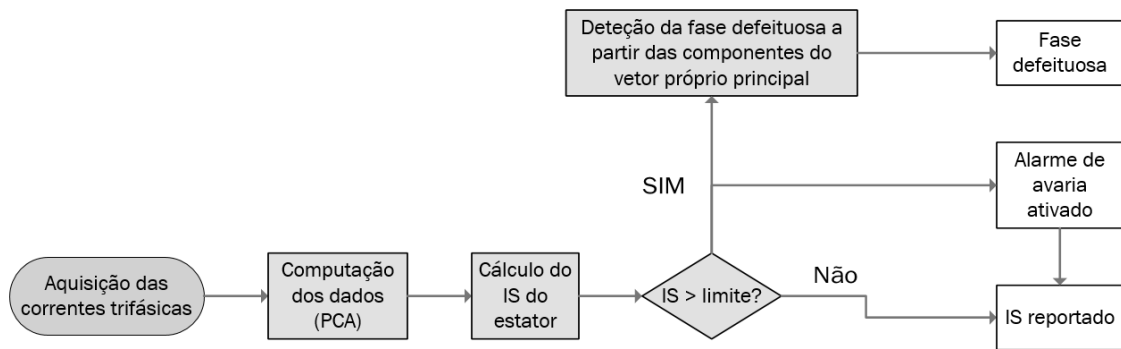 Deteção da fase defeituosa a
partir das componentes do
vetor próprio principal
Fase
defeituosa
SIM
Alarme de
avaria
ativado
Aquisição das
correntes trifásicas
Computação
dos dados
(PCA)
Cálculo do
IS do
estator
IS > limite?
Não
IS reportado